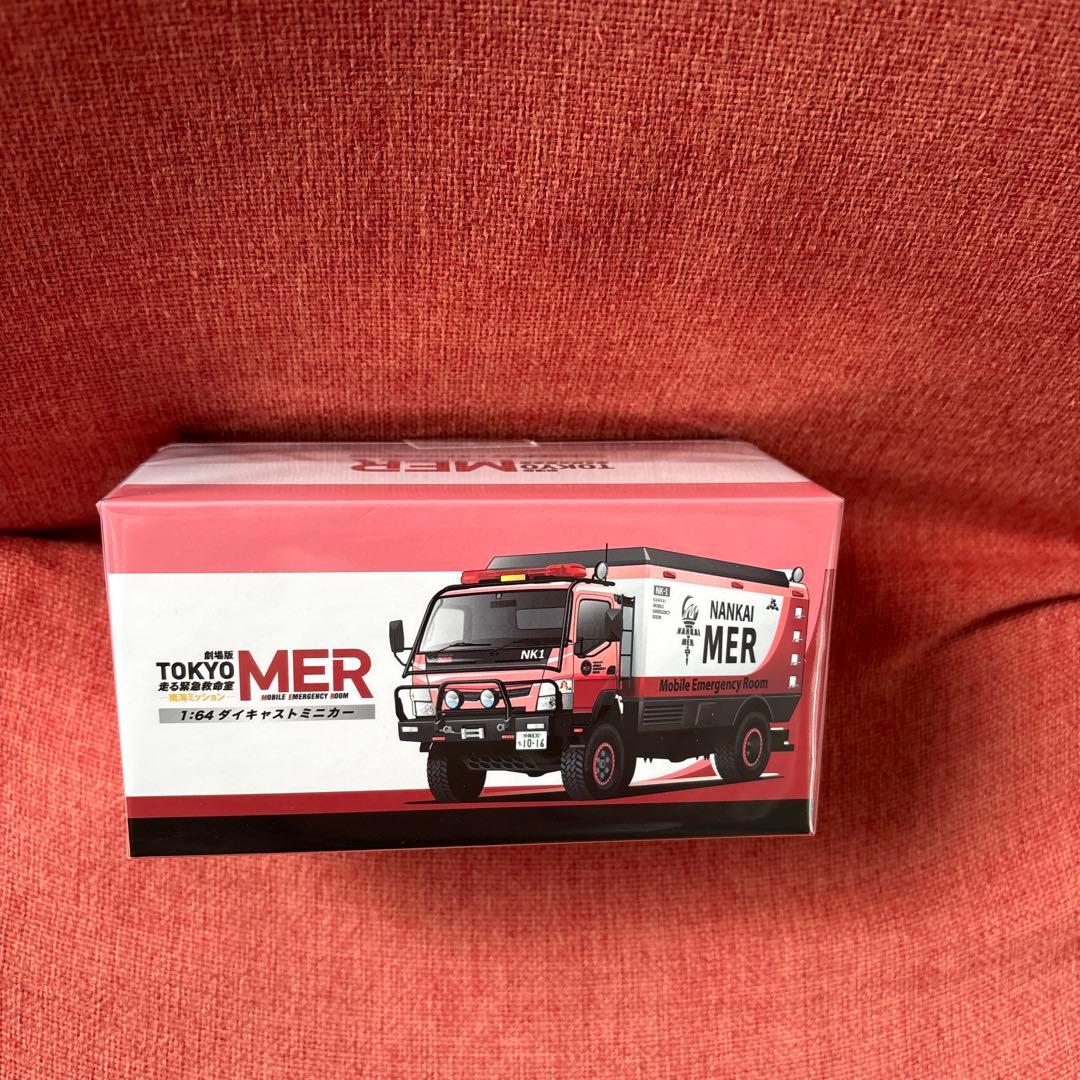 TOKYO MER
劇場版
TOKYO MER
走る緊急救命室
MOBILE EMERGENCY ROOM
南海ミッション
1:64 ダイキャストミニカー
NK1
10-16
NK-1
NANKAI
MOBILE
EMERGENCY
ROOM
NANKAI
MER
NANKAI
MER
Mobile Emergency Room